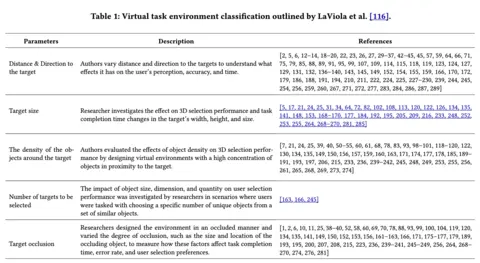 Table 1: Virtual task environment classification outlined by LaViola et al. [116].
Parameters Description References
Distance & Direction to the target
Authors vary distance and direction to the targets to understand what
effects it has on the user's perception, accuracy, and time.
[2, 5, 6, 12–14, 18–20, 22, 23, 26, 27, 29–37, 42–45, 45, 57, 59, 64, 66, 71,
75, 79, 85, 88, 89, 91, 95, 99, 107, 109, 114, 115, 118, 119, 123, 124, 127,
129, 131, 132, 136–140, 143, 145, 149, 152, 154, 155, 159, 166, 170, 172,
179, 186, 188, 191, 194, 210, 211, 222, 224, 225, 227–230, 239, 244, 245,
254, 256, 259, 260, 267, 271, 272, 277, 283, 284, 286, 287, 289]
Target size
Researcher investigates the effect on 3D selection performance and task
completion time changes in the target's width, height, and size.
[5, 17, 21, 24, 25, 31, 34, 64, 72, 82, 102, 108, 113, 120, 122, 126, 134, 135,
141, 148, 153, 168–170, 177, 184, 192, 195, 205, 209, 216, 233, 248, 252,
253, 255, 264, 268–270, 281, 285]
The density of the ob-
jects around the target
Authors evaluated the effects of object density on 3D selection perfor-
mance by designing virtual environments with a high concentration of
objects in proximity to the target.
[7, 21, 24, 25, 39, 40, 50–55, 60, 61, 68, 78, 83, 93, 98–101, 118–120, 122,
130, 134, 135, 149, 150, 156, 157, 159, 160, 163, 171, 174, 177, 178, 185, 189–
191, 193, 197, 206, 215, 233, 236, 239–242, 245, 248, 249, 253, 255, 256,
261, 265, 268, 269, 273, 274]
Number of targets to be
selected
The impact of object size, dimension, and quantity on user selection
performance was investigated by researchers in scenarios where users
were tasked with choosing a specific number of unique objects from a
set of similar objects.
[163, 166, 245]
Target occlusion
Researchers designed the environment in an occluded manner and
varied the degree of occlusion, such as the size and location of the
occluding object, to measure how these factors affect task completion
time, error rate, and user selection preferences.
[1, 2, 6, 10, 11, 25, 38–40, 52, 58, 60, 69, 70, 78, 88, 93, 99, 100, 104, 119, 120,
134, 135, 141, 149, 150, 152, 153, 156, 161–163, 166, 171, 175–177, 179, 189,
193, 195, 200, 207, 208, 215, 223, 236, 239–241, 245–249, 256, 264, 268–
270, 274, 276, 281]